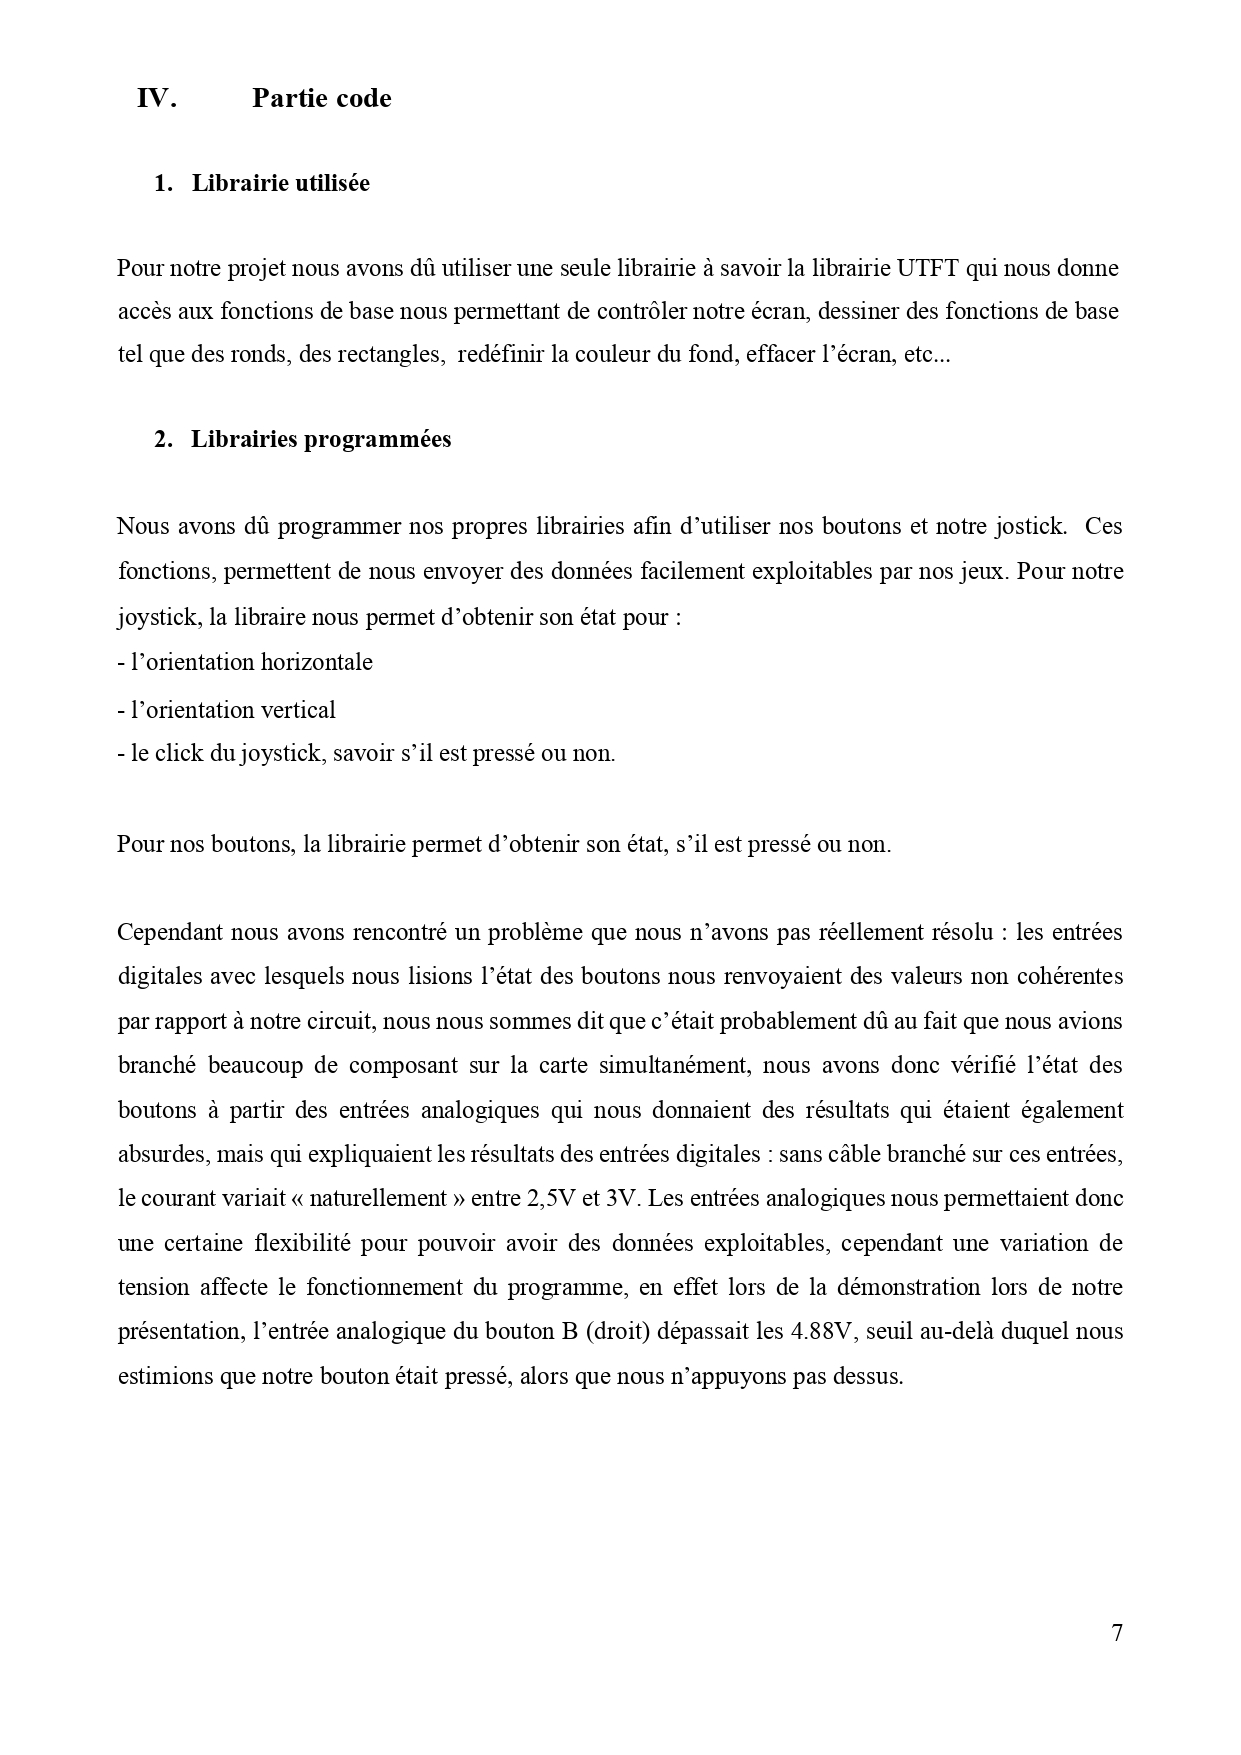 IV. Partie code
1. Librairie utilisée
Pour notre projet nous avons dû utiliser une seule librairie à savoir la librairie UTFT qui nous donne
accès aux fonctions de base nous permettant de contrôler notre écran, dessiner des fonctions de base
tel que des ronds, des rectangles,  redéfinir la couleur du fond, effacer l’écran, etc...
2. Librairies programmées
Nous avons dû programmer nos propres librairies afin d’utiliser nos boutons et notre jostick.  Ces
fonctions, permettent de nous envoyer des données facilement exploitables par nos jeux. Pour notre
joystick, la libraire nous permet d’obtenir son état pour :
- l’orientation horizontale
- l’orientation vertical
- le click du joystick, savoir s’il est pressé ou non.
Pour nos boutons, la librairie permet d’obtenir son état, s’il est pressé ou non.
Cependant nous avons rencontré un problème que nous n’avons pas réellement résolu : les entrées
digitales avec lesquels nous lisions l’état des boutons nous renvoyaient des valeurs non cohérentes
par rapport à notre circuit, nous nous sommes dit que c’était probablement dû au fait que nous avions
branché beaucoup de composant sur la carte simultanément, nous avons donc vérifié l’état des
boutons à partir des entrées analogiques qui nous donnaient des résultats qui étaient également
absurdes, mais qui expliquaient les résultats des entrées digitales : sans câble branché sur ces entrées,
le courant variait « naturellement » entre 2,5V et 3V. Les entrées analogiques nous permettaient donc
une certaine flexibilité pour pouvoir avoir des données exploitables, cependant une variation de
tension affecte le fonctionnement du programme, en effet lors de la démonstration lors de notre
présentation, l’entrée analogique du bouton B (droit) dépassait les 4.88V, seuil au-delà duquel nous
estimions que notre bouton était pressé, alors que nous n’appuyons pas dessus.
7